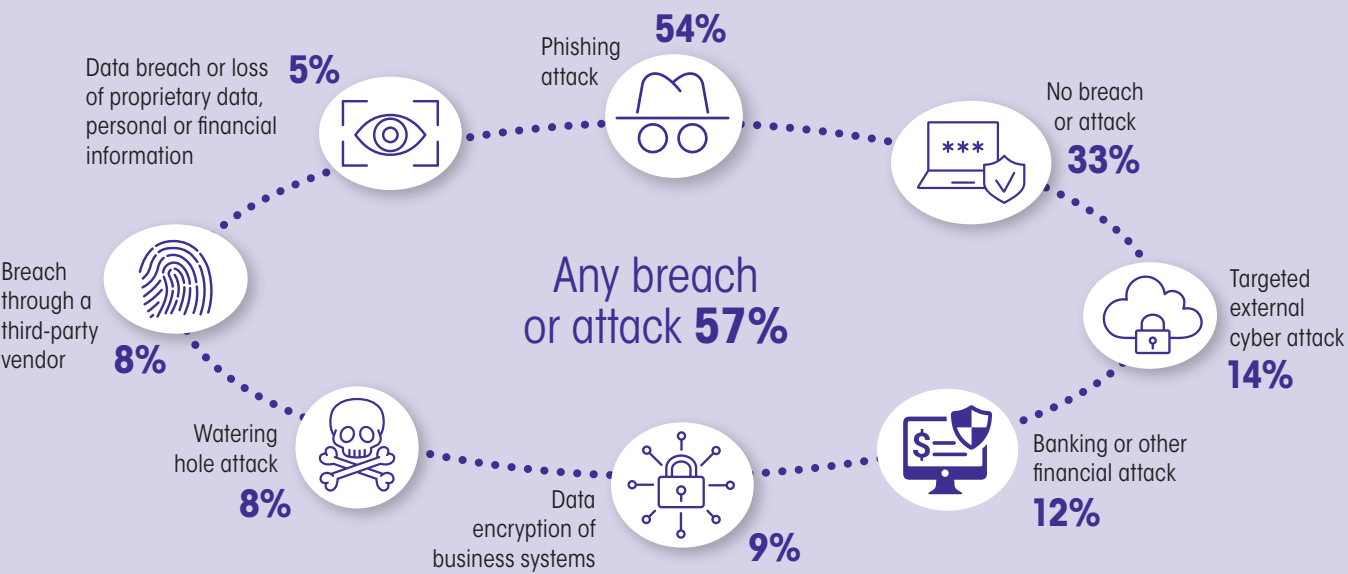 Phishing
attack
54%
No breach
or attack
33%
***
Targeted
external
cyber attack
14%
Banking or other
financial attack
12%
$
Data
encryption of
business systems
9%
Watering
hole attack
8%
Breach
through a
third-party
vendor
8%
Data breach or loss
of proprietary data,
personal or financial
information
5%
Any breach
or attack 57%